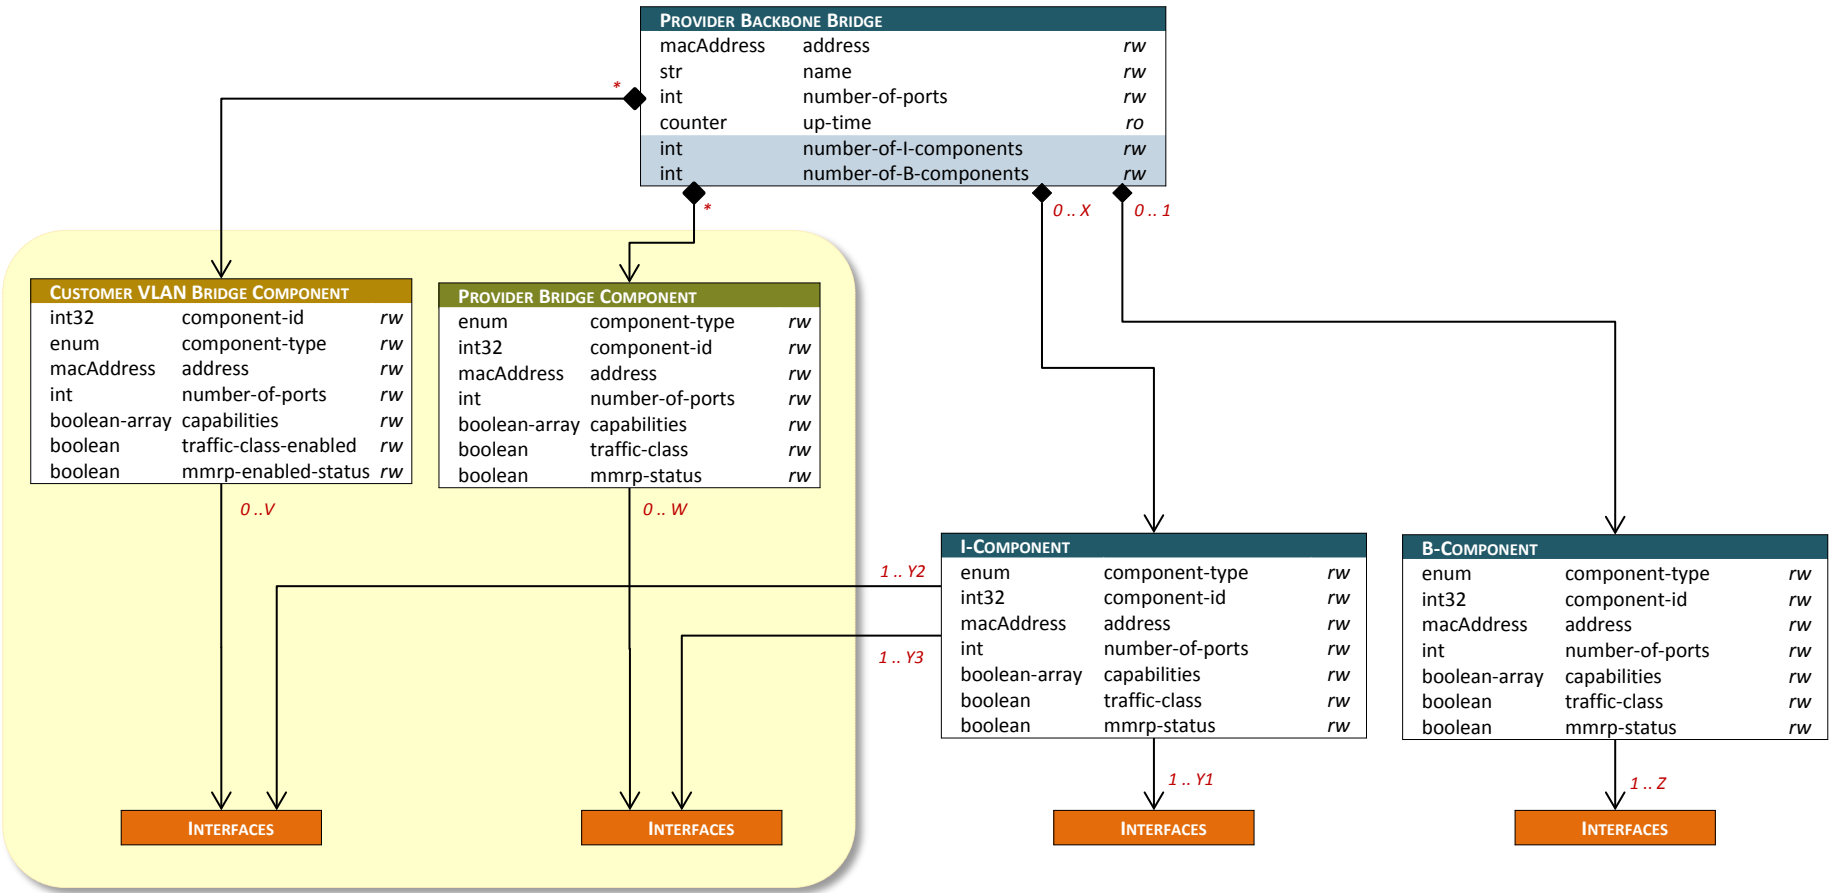 PROVIDER BACKBONE BRIDGE
macAddress address rw
str name rw
int number-of-ports rw
counter up-time ro
int number-of-I-components rw
int number-of-B-components rw
*
*
0 .. X
0 .. 1
CUSTOMER VLAN BRIDGE COMPONENT
int32 component-id rw
enum component-type rw
macAddress address rw
int number-of-ports rw
boolean-array capabilities rw
boolean traffic-class-enabled rw
boolean mmrp-enabled-status rw
0 ..V
PROVIDER BRIDGE COMPONENT
enum component-type rw
int32 component-id rw
macAddress address rw
int number-of-ports rw
boolean-array capabilities rw
boolean traffic-class rw
boolean mmrp-status rw
0 .. W
I-COMPONENT
enum component-type rw
int32 component-id rw
macAddress address rw
int number-of-ports rw
boolean-array capabilities rw
boolean traffic-class rw
boolean mmrp-status rw
1 .. Y2
1 .. Y3
1 .. Y1
B-COMPONENT
enum component-type rw
int32 component-id rw
macAddress address rw
int number-of-ports rw
boolean-array capabilities rw
boolean traffic-class rw
boolean mmrp-status rw
1 .. Z
INTERFACES
INTERFACES
INTERFACES
INTERFACES